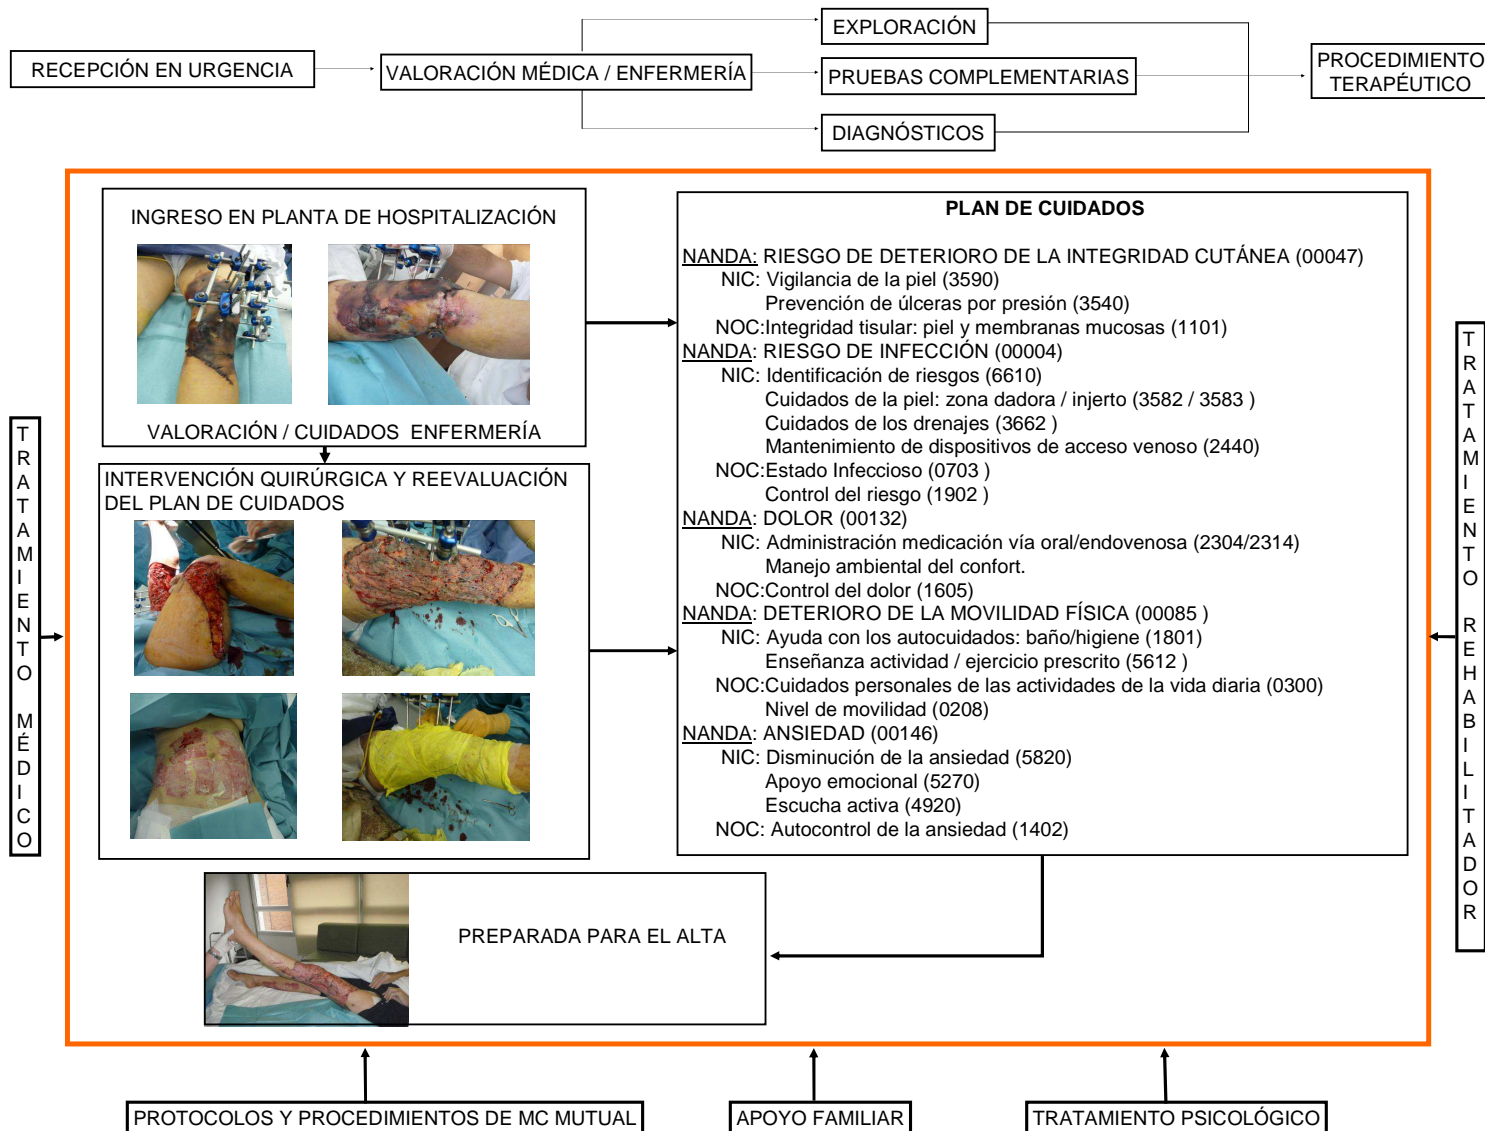 EXPLORACIÓN
RECEPCIÓN EN URGENCIA
VALORACIÓN MÉDICA / ENFERMERÍA
PRUEBAS COMPLEMENTARIAS
PROCEDIMIENTO
TERAPÉUTICO
DIAGNÓSTICOS
INGRESO EN PLANTA DE HOSPITALIZACIÓN
VALORACIÓN / CUIDADOS ENFERMERÍA
INTERVENCIÓN QUIRÚRGICA Y REEVALUACIÓN
DEL PLAN DE CUIDADOS
PLAN DE CUIDADOS
NANDA: RIESGO DE DETERIORO DE LA INTEGRIDAD CUTÁNEA (00047)
NIC: Vigilancia de la piel (3590)
Prevención de úlceras por presión (3540)
NOC:Integridad tisular: piel y membranas mucosas (1101)
NANDA: RIESGO DE INFECCIÓN (00004)
NIC: Identificación de riesgos (6610)
Cuidados de la piel: zona dadora / injerto (3582 / 3583 )
Cuidados de los drenajes (3662 )
Mantenimiento de dispositivos de acceso venoso (2440)
NOC:Estado Infeccioso (0703 )
Control del riesgo (1902 )
NANDA: DOLOR (00132)
NIC: Administración medicación vía oral/endovenosa (2304/2314)
Manejo ambiental del confort.
NOC:Control del dolor (1605)
NANDA: DETERIORO DE LA MOVILIDAD FÍSICA (00085 )
NIC: Ayuda con los autocuidados: baño/higiene (1801)
Enseñanza actividad / ejercicio prescrito (5612 )
NOC:Cuidados personales de las actividades de la vida diaria (0300)
Nivel de movilidad (0208)
NANDA: ANSIEDAD (00146)
NIC: Disminución de la ansiedad (5820)
Apoyo emocional (5270)
Escucha activa (4920)
NOC: Autocontrol de la ansiedad (1402)
PREPARADA PARA EL ALTA
TRATAMIENTO MÉDICO
TRATAMIENTO REHABILITADOR
PROTOCOLOS Y PROCEDIMIENTOS DE MC MUTUAL
APOYO FAMILIAR
TRATAMIENTO PSICOLÓGICO